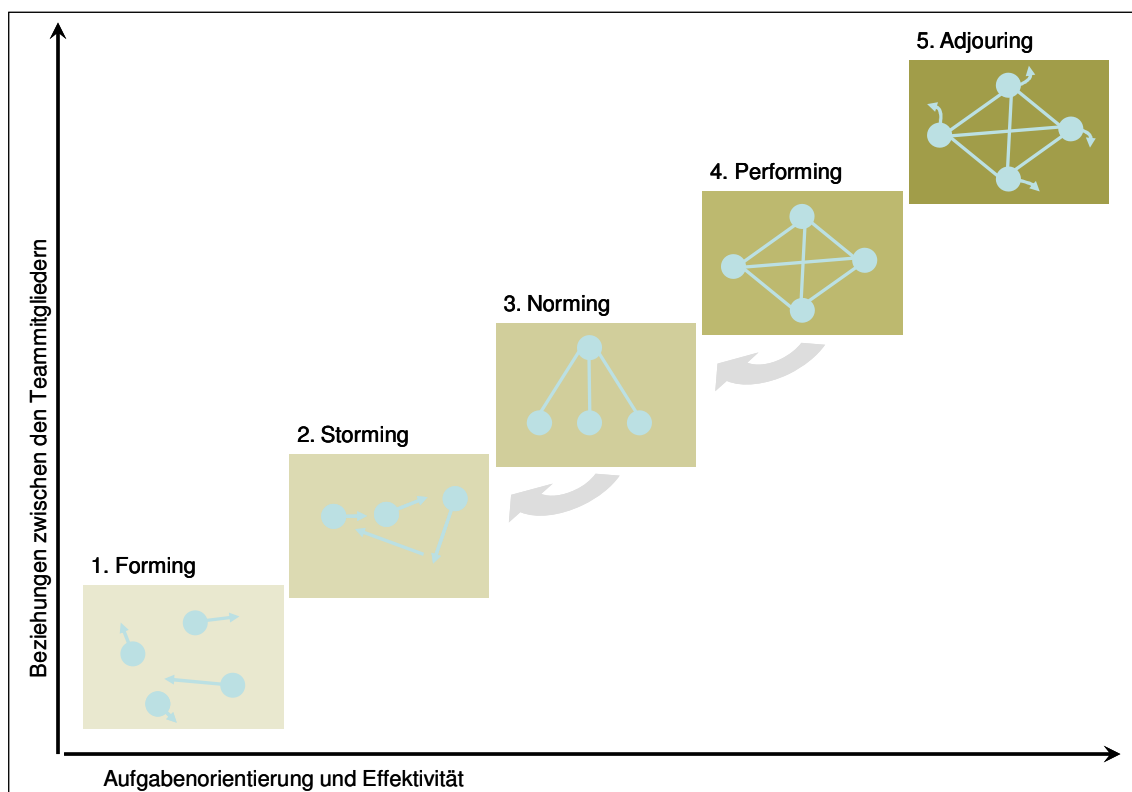 5. Adjouring
4. Performing
3. Norming
2. Storming
1. Forming
Beziehungen zwischen den Teammitgliedern
Aufgabenorientierung und Effektivität